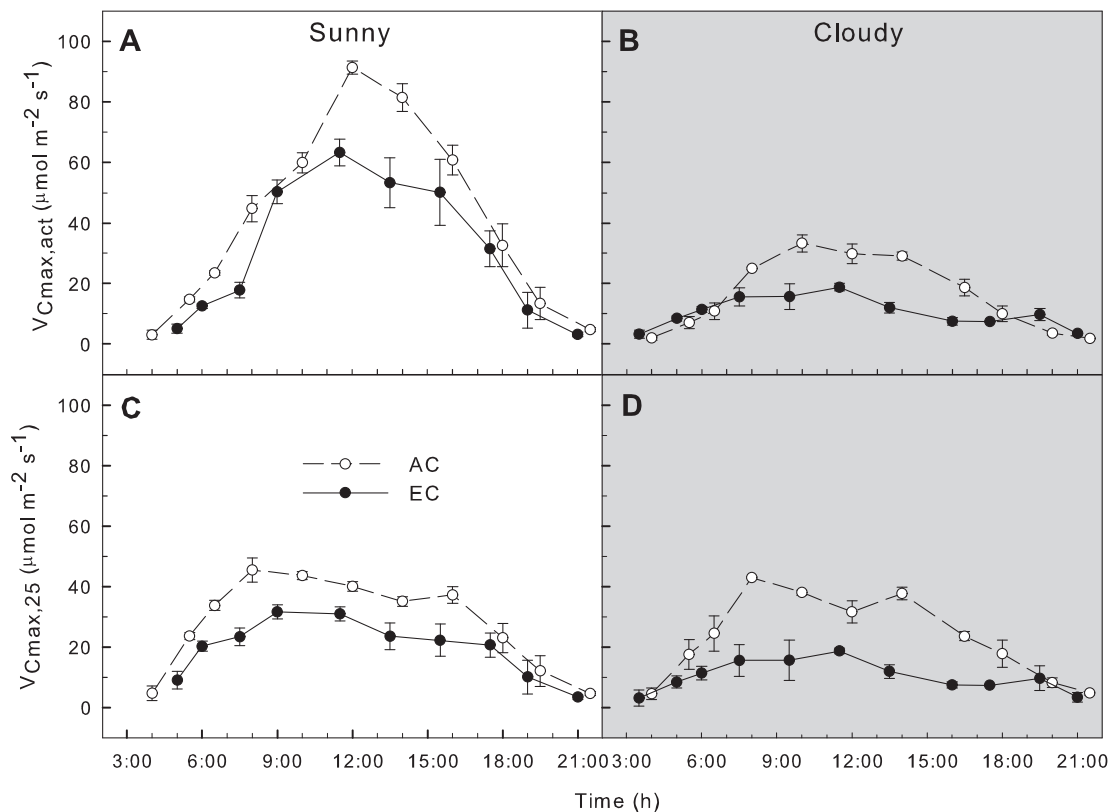 A
Sunny
B
Cloudy
100
80
60
40
20
0
V_Cmax,act (μmol m⁻² s⁻¹)
C
D
100
80
60
40
20
0
V_Cmax,25 (μmol m⁻² s⁻¹)
AC
EC
3:00 6:00 9:00 12:00 15:00 18:00 21:00 3:00 6:00 9:00 12:00 15:00 18:00 21:00
Time (h)